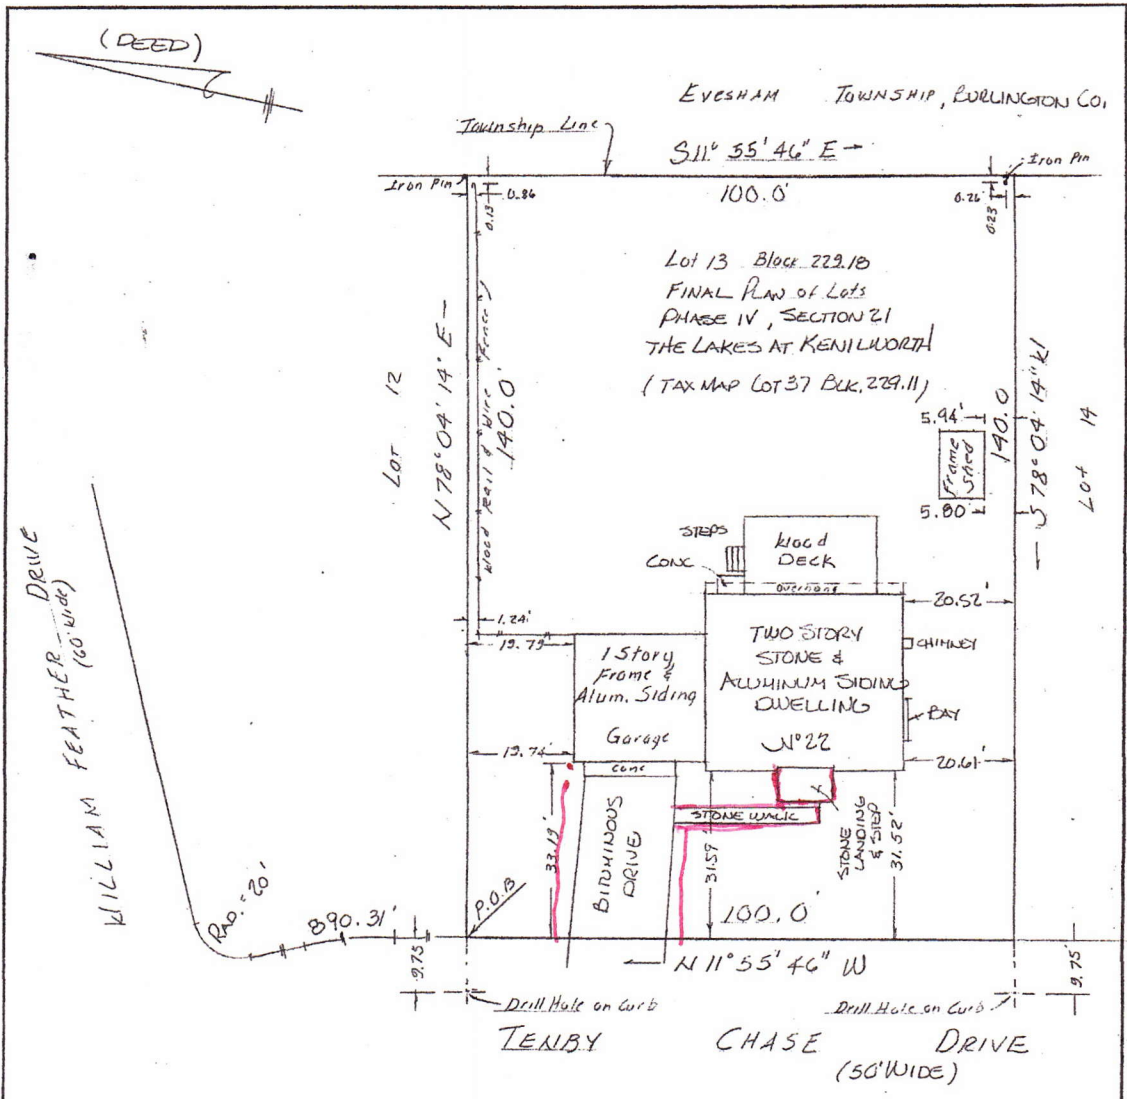 (DEED)
EVESHAM TOWNSHIP, BURLINGTON CO.
Township Line
S 11° 55' 46" E
Iron Pin
Iron Pin
0.86
100.0'
0.26
0.13
0.23
Lot 13 Block 229.18
FINAL PLAN of Lots
PHASE IV, SECTION 21
THE LAKES AT KENILWORTH
(TAX MAP LOT 37 BLK. 229.11)
LOT 12
N 78° 04' 14" E
Wood Rail & Wire Fence
140.0'
5.94'
Frame Shed
5.80'
140.0
S 78° 04' 14" W
Lot 14
WILLIAM FEATHER DRIVE
(60' Wide)
STEPS
CONC
Wood
DECK
overhang
20.52'
1.24'
19.79'
1 Story
Frame &
Alum. Siding
Garage
TWO STORY
STONE &
ALUMINUM SIDING
DWELLING
Nº 22
CHIMNEY
BAY
19.74'
20.61'
conc
33.19'
BITUMINOUS
DRIVE
STONE WALK
31.59'
STONE
LANDING
& STEP
31.52'
RAD. = 20'
890.31'
P.O.B
100.0'
9.75'
N 11° 55' 46" W
9.75'
Drill Hole on Curb
Drill Hole on Curb
TENBY CHASE DRIVE
(50' WIDE)